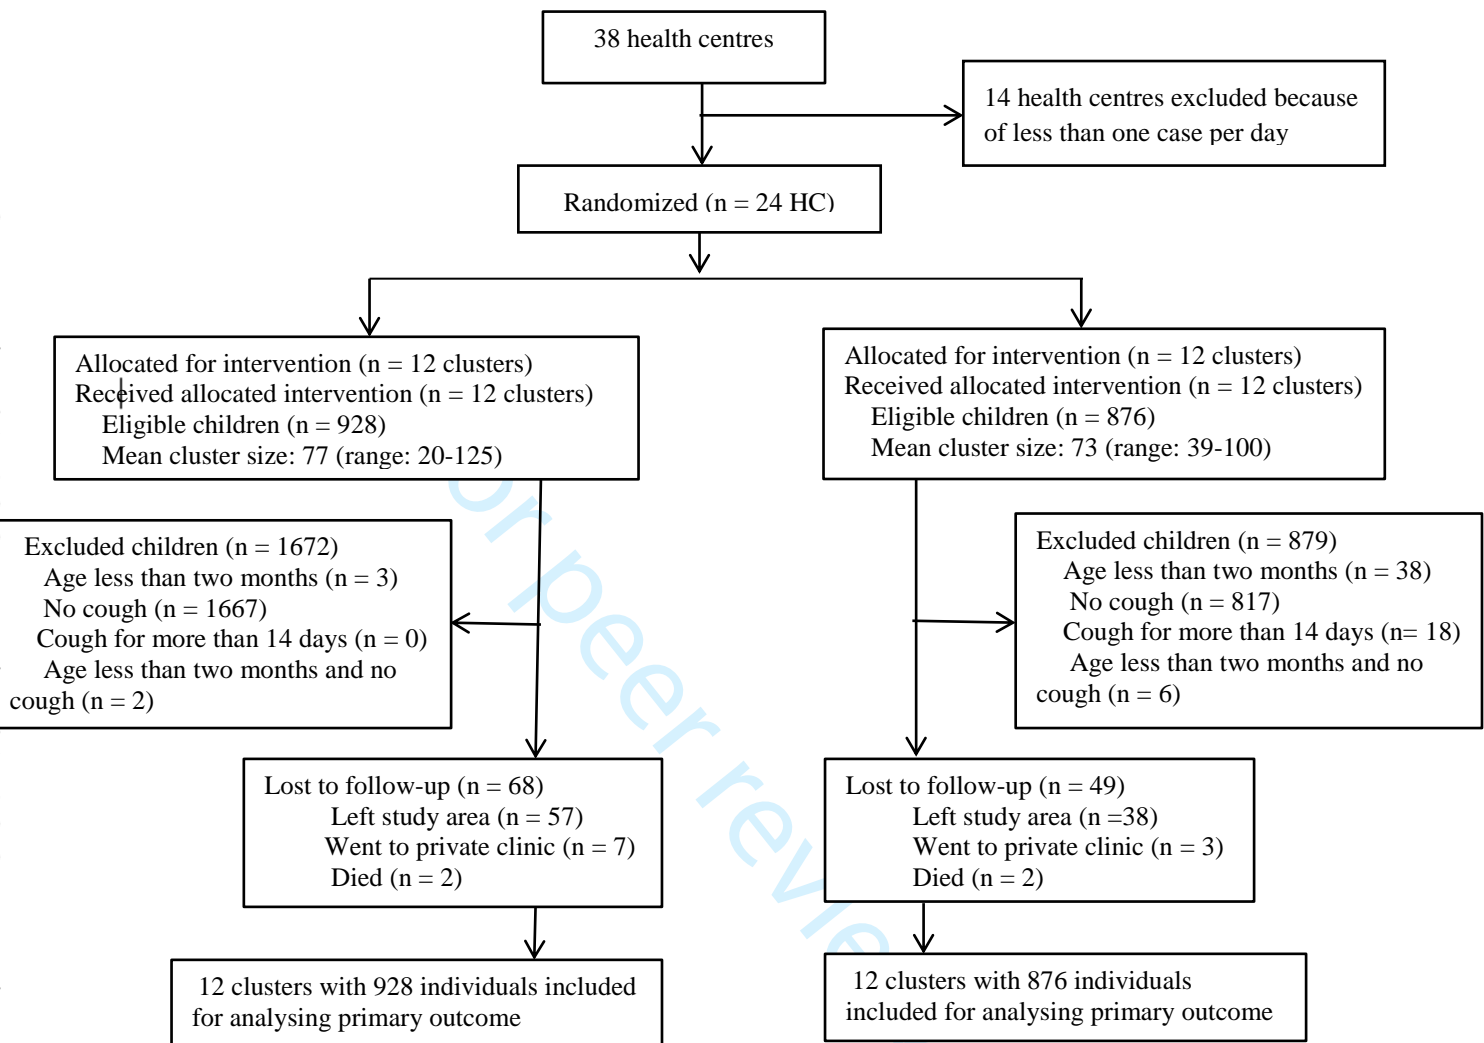 38 health centres
14 health centres excluded because
of less than one case per day
Randomized (n = 24 HC)
Allocated for intervention (n = 12 clusters)
Received allocated intervention (n = 12 clusters)
Eligible children (n = 928)
Mean cluster size: 77 (range: 20-125)
Allocated for intervention (n = 12 clusters)
Received allocated intervention (n = 12 clusters)
Eligible children (n = 876)
Mean cluster size: 73 (range: 39-100)
Excluded children (n = 1672)
Age less than two months (n = 3)
No cough (n = 1667)
Cough for more than 14 days (n = 0)
Age less than two months and no
cough (n = 2)
Excluded children (n = 879)
Age less than two months (n = 38)
No cough (n = 817)
Cough for more than 14 days (n= 18)
Age less than two months and no
cough (n = 6)
Lost to follow-up (n = 68)
Left study area (n = 57)
Went to private clinic (n = 7)
Died (n = 2)
Lost to follow-up (n = 49)
Left study area (n =38)
Went to private clinic (n = 3)
Died (n = 2)
12 clusters with 928 individuals included
for analysing primary outcome
12 clusters with 876 individuals
included for analysing primary outcome
or peer revie